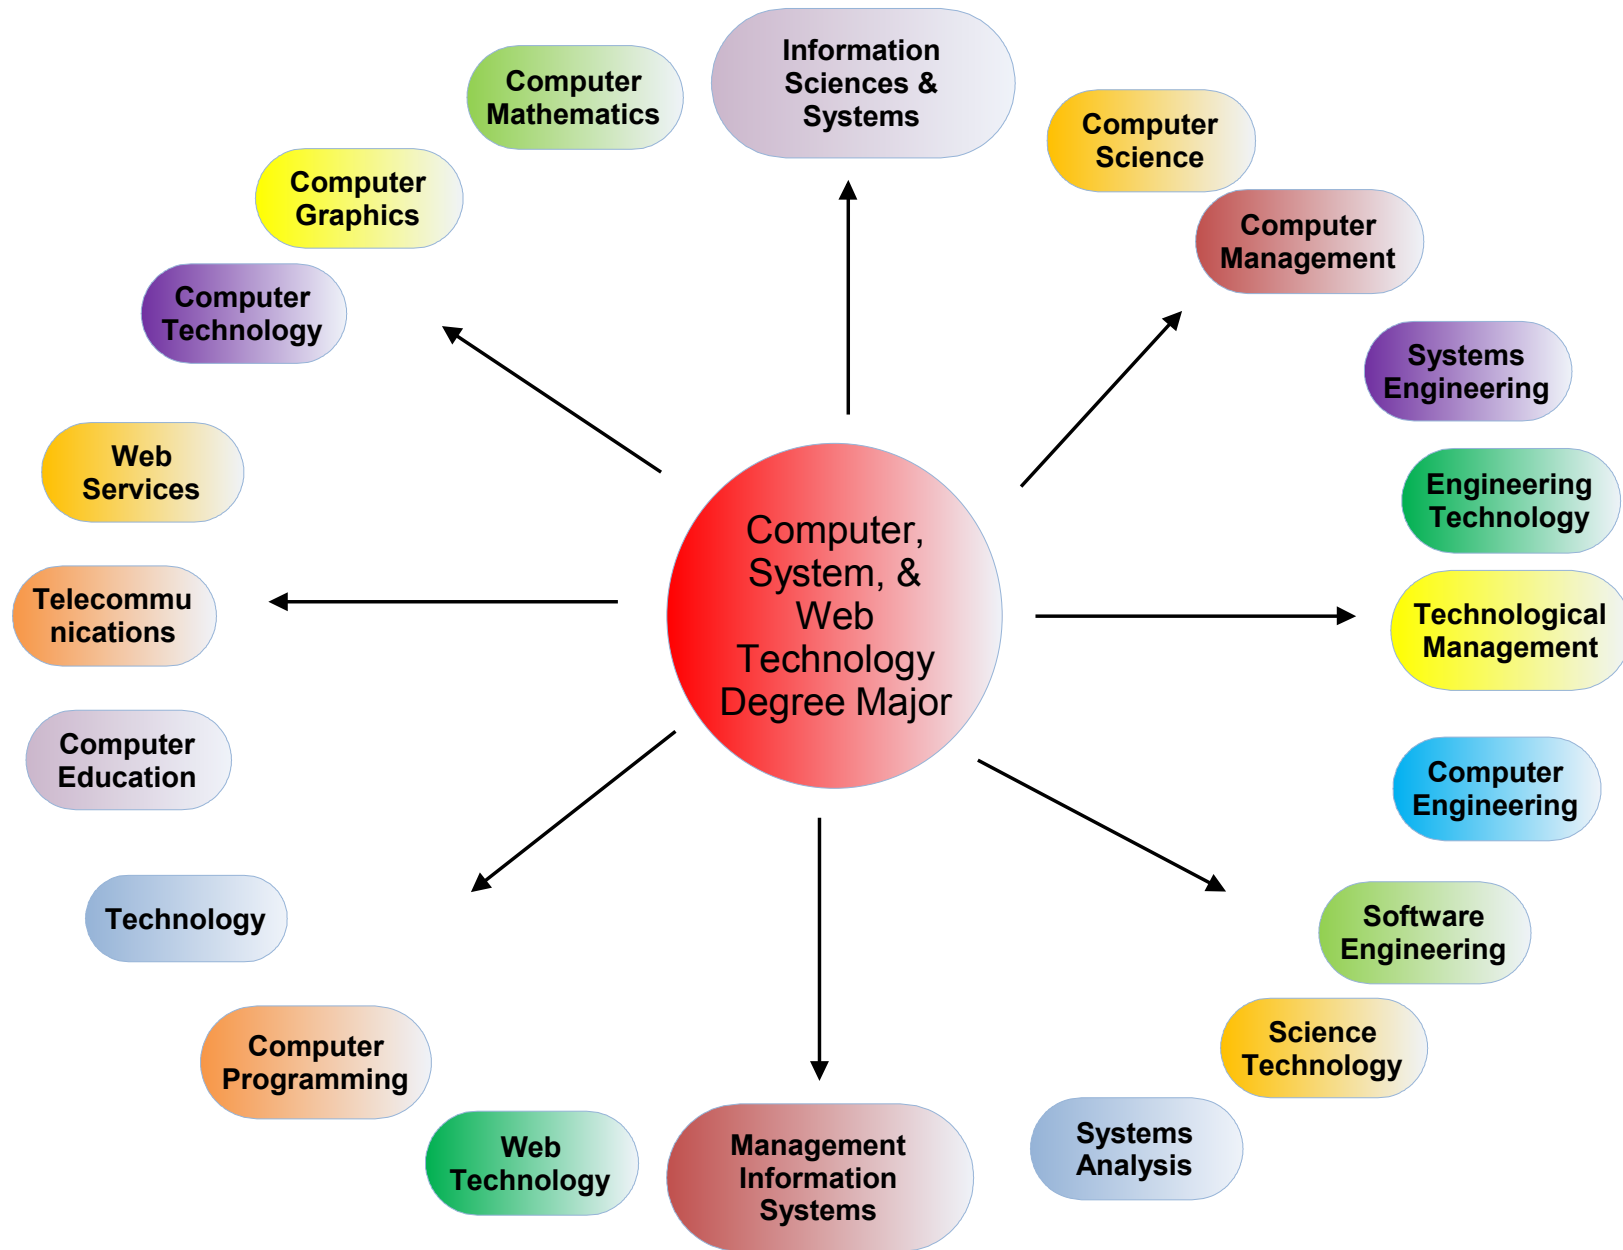 Information
Sciences &
Systems
Computer
Mathematics
Computer
Science
Computer
Graphics
Computer
Management
Computer
Technology
Systems
Engineering
Web
Services
Engineering
Technology
Computer,
System, &
Web
Technology
Degree Major
Telecommu
nications
Technological
Management
Computer
Education
Computer
Engineering
Technology
Software
Engineering
Computer
Programming
Science
Technology
Web
Technology
Management
Information
Systems
Systems
Analysis